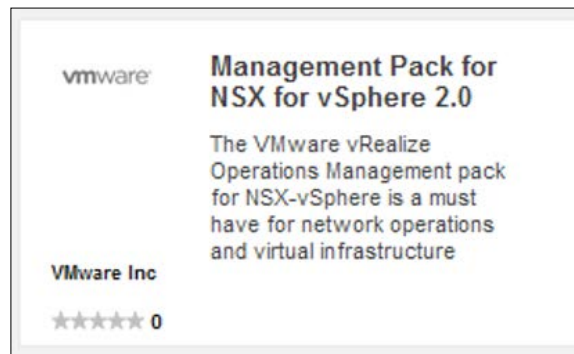 vmware
Management Pack for
NSX for vSphere 2.0
The VMware vRealize
Operations Management pack
for NSX-vSphere is a must
have for network operations
and virtual infrastructure
VMware Inc
0